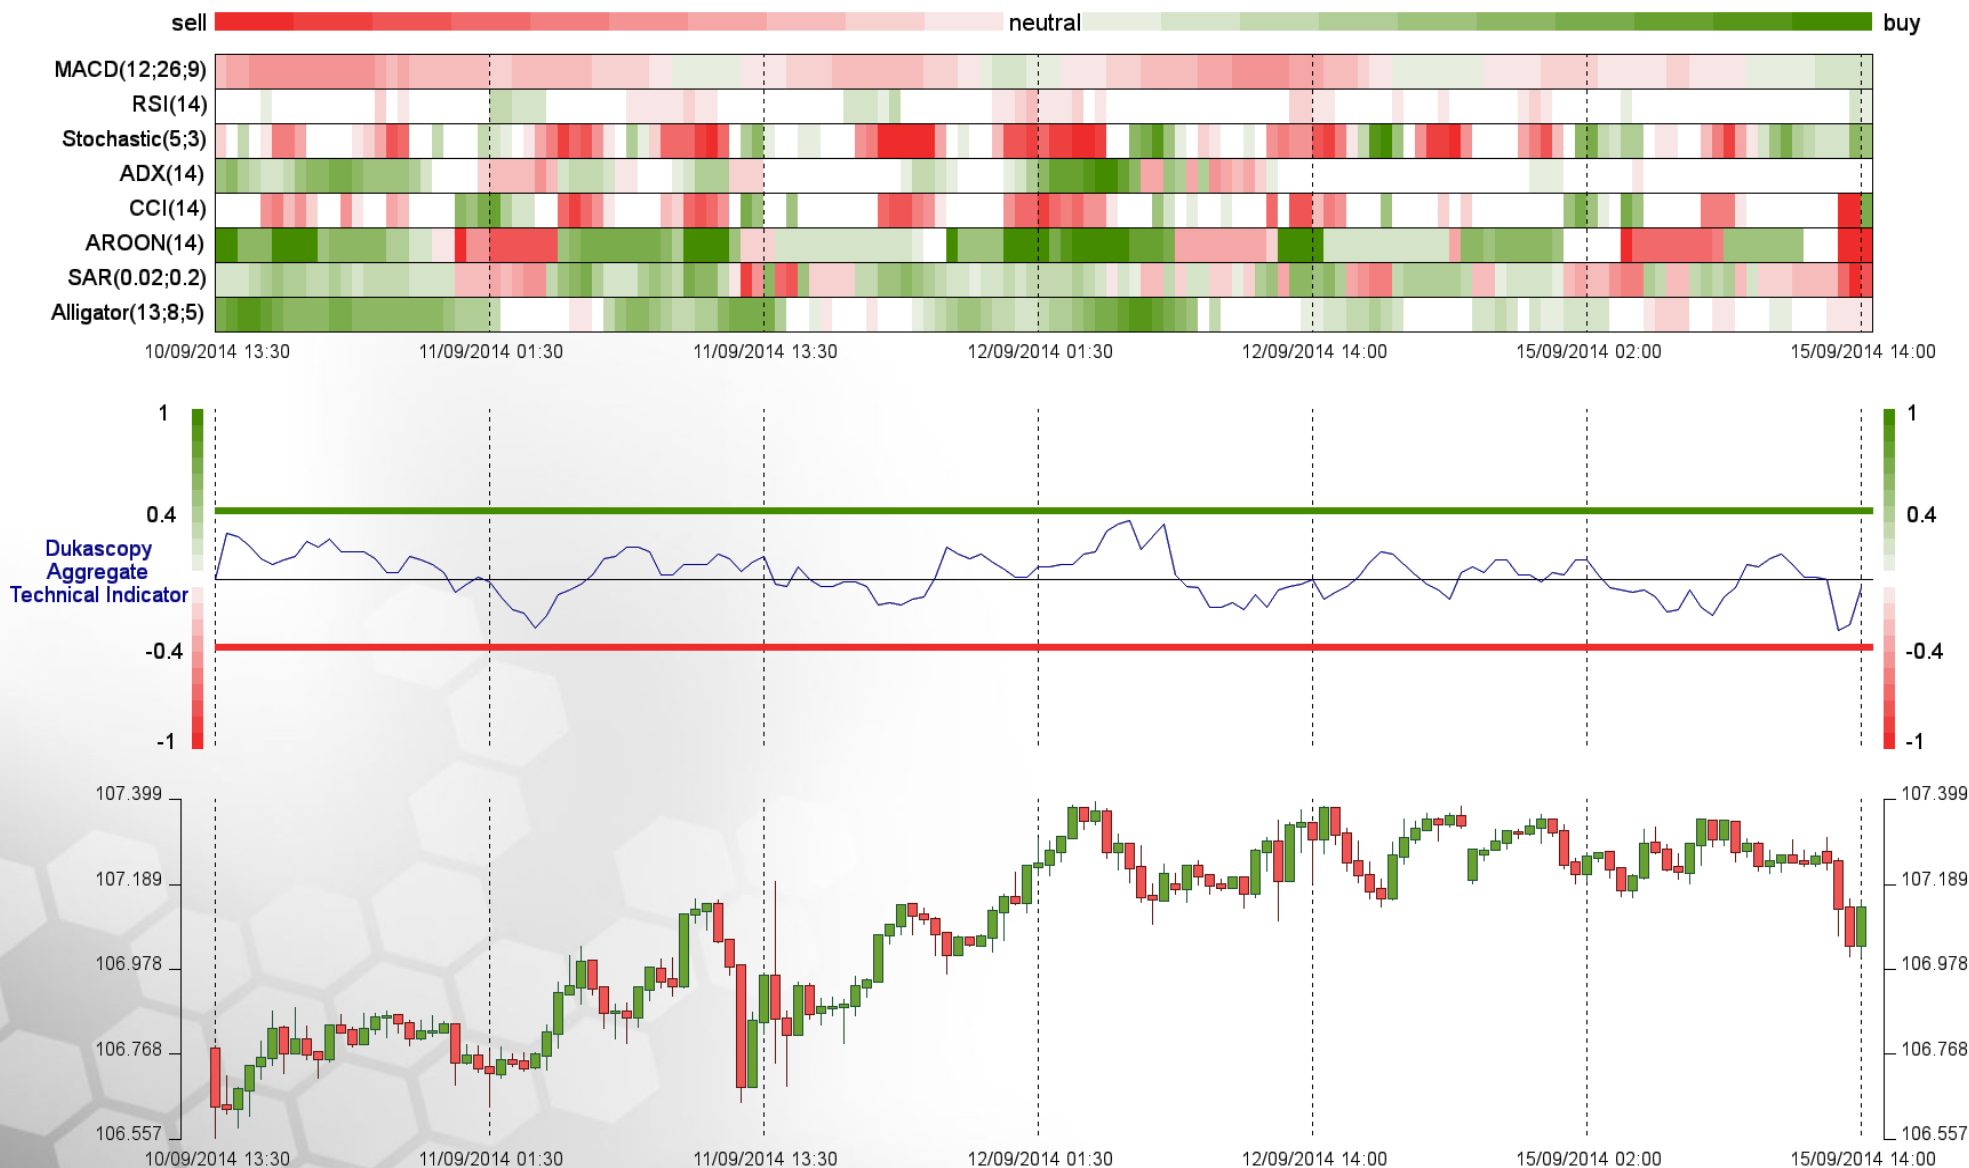 sell neutral buy
MACD(12;26;9)
RSI(14)
Stochastic(5;3)
ADX(14)
CCI(14)
AROON(14)
SAR(0.02;0.2)
Alligator(13;8;5)
10/09/2014 13:30 11/09/2014 01:30 11/09/2014 13:30 12/09/2014 01:30 12/09/2014 14:00 15/09/2014 02:00 15/09/2014 14:00
1 1
0.4 0.4
Dukascopy
Aggregate
Technical Indicator
-0.4 -0.4
-1 -1
107.399 107.399
107.189 107.189
106.978 106.978
106.768 106.768
106.557 106.557
10/09/2014 13:30 11/09/2014 01:30 11/09/2014 13:30 12/09/2014 01:30 12/09/2014 14:00 15/09/2014 02:00 15/09/2014 14:00